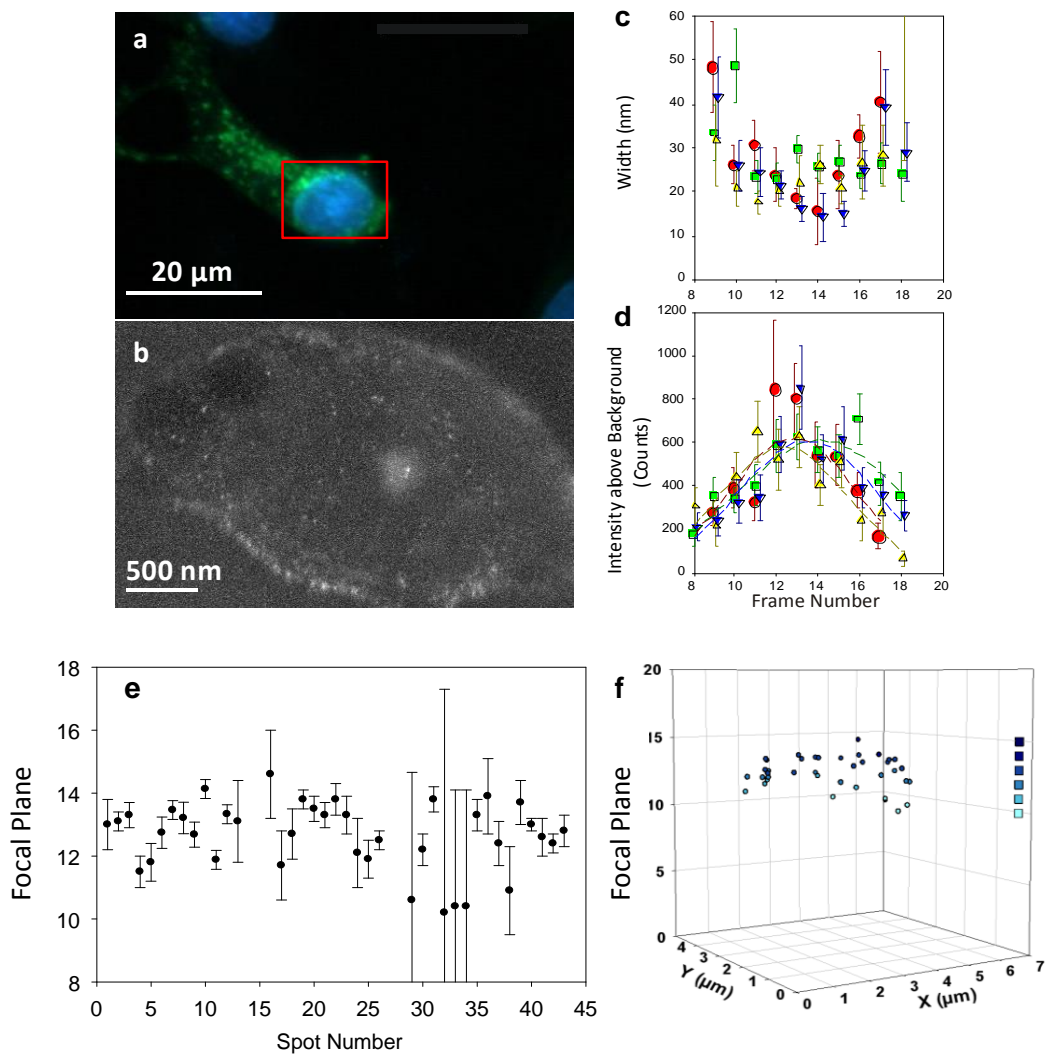 a
20 µm
b
500 nm
c
60
50
40
30
20
10
0
Width (nm)
8 10 12 14 16 18 20
d
1200
1000
800
600
400
200
0
Intensity above Background
(Counts)
8 10 12 14 16 18 20
Frame Number
e
18
16
14
12
10
8
Focal Plane
0 5 10 15 20 25 30 35 40 45
Spot Number
f
20
15
10
5
0
Focal Plane
4 3 2 1 0
Y (µm)
0 1 2 3 4 5 6 7
X (µm)